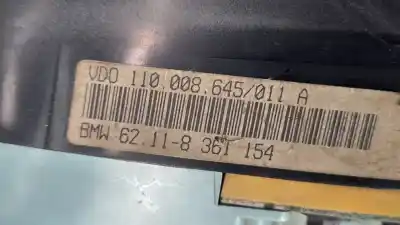 VDO 110.008.645/011 A
BMW 62.11-8 361 154